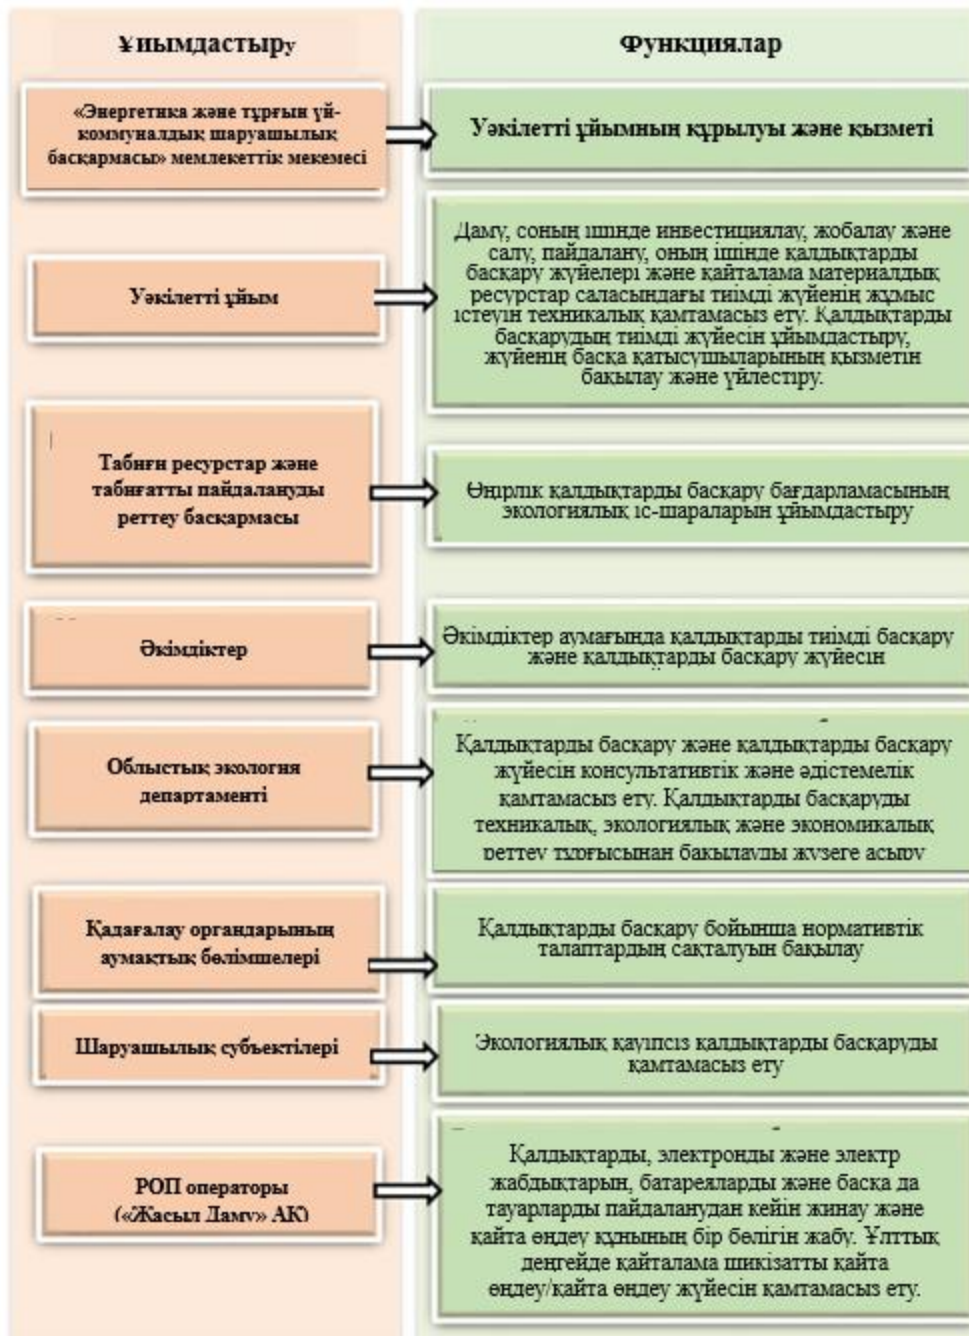 Ұйымдастыру
Функциялар
«Энергетика және тұрғын үй-
коммуналдық шаруашылық
басқармасы» мемлекеттік мекемесі
Уәкілетті ұйымның құрылуы және қызметі
Уәкілетті ұйым
Даму, соның ішінде инвестициялау, жобалау және
салу, пайдалану, оның ішінде қалдықтарды
басқару жүйелері және қайталама материалдық
ресурстар саласындағы тиімді жүйенің жұмыс
істеуін техникалық қамтамасыз ету. Қалдықтарды
басқарудың тиімді жүйесін ұйымдастыру,
жүйенің басқа қатысушыларының қызметін
бақылау және үйлестіру.
Табиғи ресурстар және
табиғатты пайдалануды
реттеу басқармасы
Өңірлік қалдықтарды басқару бағдарламасының
экологиялық іс-шараларын ұйымдастыру
Әкімдіктер
Әкімдіктер аумағында қалдықтарды тиімді басқару
және қалдықтарды басқару жүйесін
Облыстық экология
департаменті
Қалдықтарды басқару және қалдықтарды басқару
жүйесін консультативтік және әдістемелік
қамтамасыз ету. Қалдықтарды басқаруды
техникалық, экологиялық және экономикалық
реттеу тұрғысынан бақылауды жүзеге асыру
Қадағалау органдарының
аумақтық бөлімшелері
Қалдықтарды басқару бойынша нормативтік
талаптардың сақталуын бақылау
Шаруашылық субъектілері
Экологиялық қауіпсіз қалдықтарды басқаруды
қамтамасыз ету
РОП операторы
(«Жасыл Даму» АҚ)
Қалдықтарды, электронды және электр
жабдықтарын, батареяларды және басқа да
тауарларды пайдаланудан кейін жинау және
қайта өңдеу құнының бір бөлігін жабу. Ұлттық
деңгейде қайталама шикізатты қайта
өңдеу/қайта өңдеу жүйесін қамтамасыз ету.